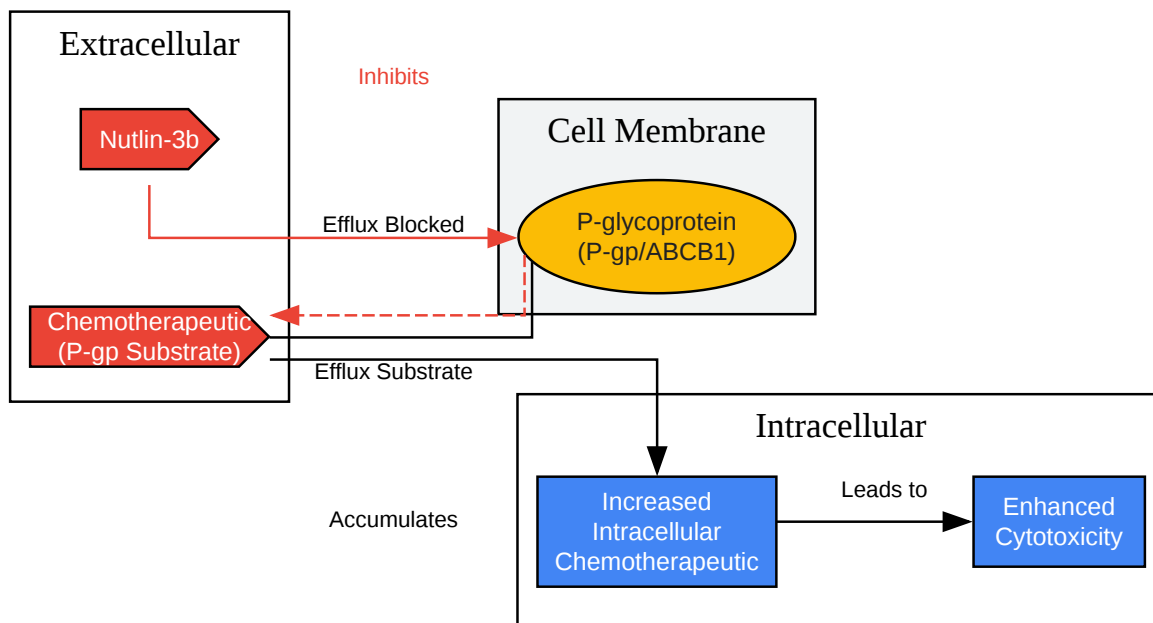 Extracellular
Inhibits
Nutlin-3b
Cell Membrane
Efflux Blocked
P-glycoprotein
(P-gp/ABCB1)
Chemotherapeutic
(P-gp Substrate)
Efflux Substrate
Intracellular
Accumulates
Increased
Intracellular
Chemotherapeutic
Leads to
Enhanced
Cytotoxicity